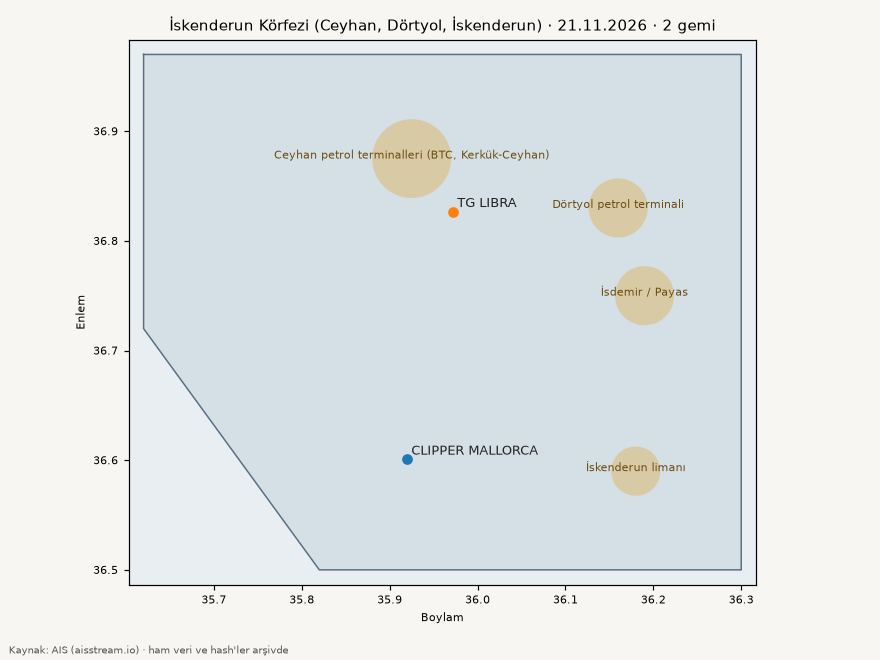 İskenderun Körfezi (Ceyhan, Dörtyol, İskenderun) · 21.11.2026 · 2 gemi
36.9
Ceyhan petrol terminalleri (BTC, Kerkük-Ceyhan)
TG LIBRA
Dörtyol petrol terminali
36.8
İsdemir / Payas
Enlem
36.7
CLIPPER MALLORCA
36.6
İskenderun limanı
36.5
35.7 35.8 35.9 36.0 36.1 36.2 36.3
Boylam
Kaynak: AIS (aisstream.io) · ham veri ve hash'ler arşivde